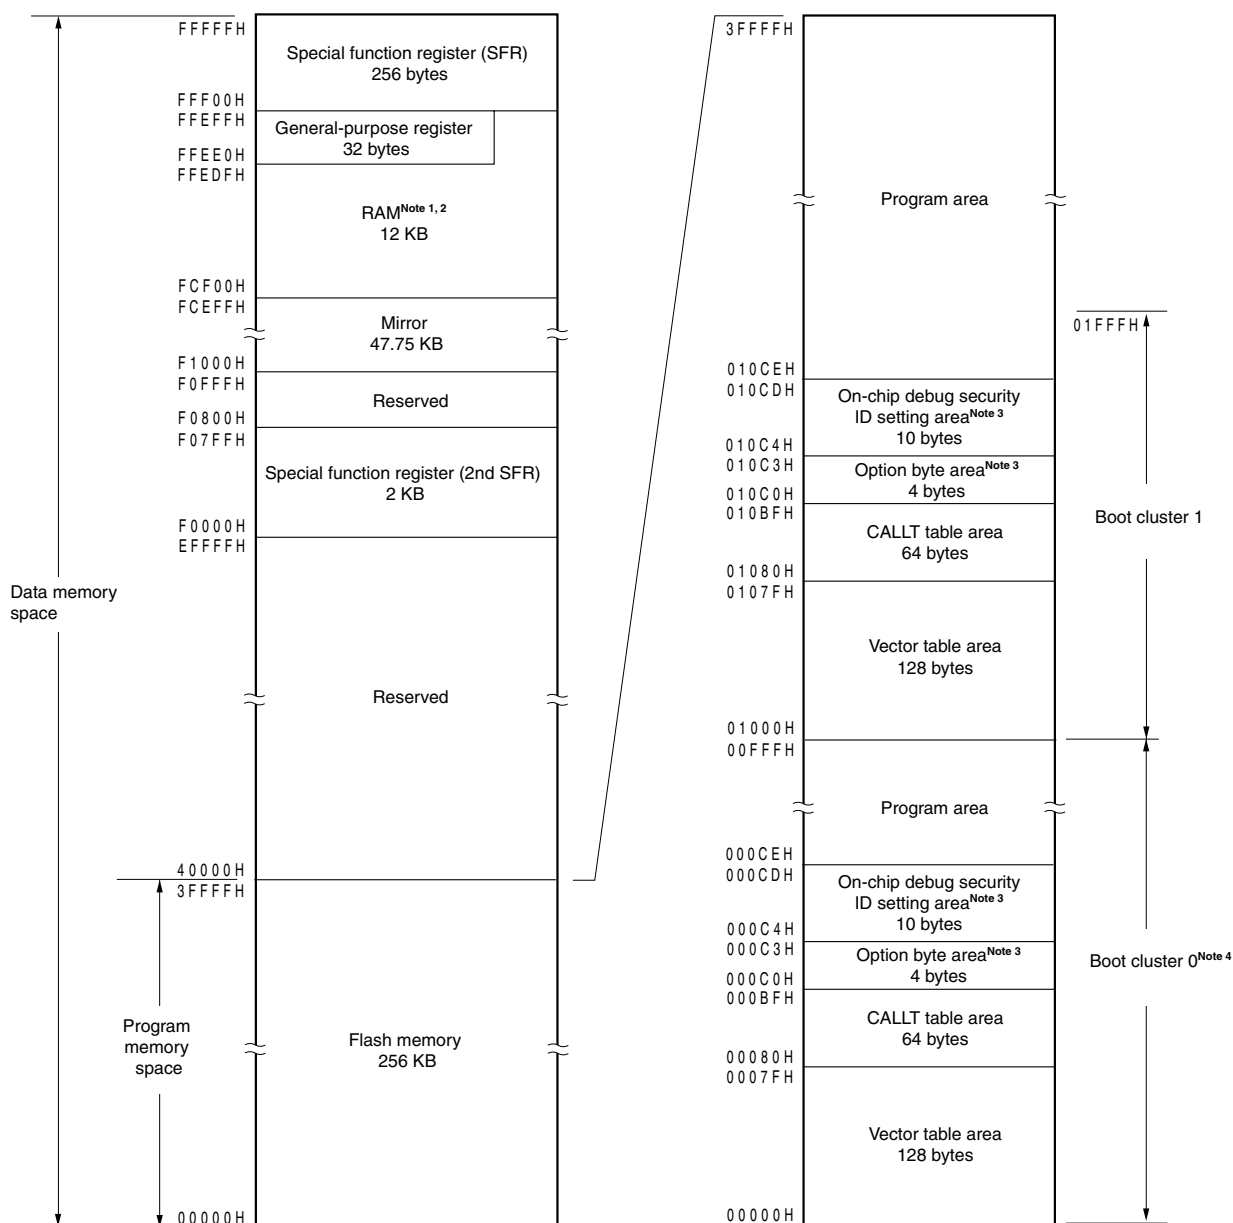 FFFFFH
Special function register (SFR)
256 bytes
FFF00H
FFEFFH
General-purpose register
32 bytes
FFEE0H
FFEDFH
RAMNote 1, 2
12 KB
FCF00H
FCEFFH
Mirror
47.75 KB
F1000H
F0FFFH
Reserved
F0800H
F07FFH
Special function register (2nd SFR)
2 KB
F0000H
EFFFFH
Data memory
space
Reserved
40000H
3FFFFH
Program
memory
space
Flash memory
256 KB
00000H
3FFFFH
Program area
01FFFH
010CEH
010CDH
On-chip debug security
ID setting areaNote 3
10 bytes
010C4H
010C3H
Option byte areaNote 3
4 bytes
010C0H
010BFH
Boot cluster 1
CALLT table area
64 bytes
01080H
0107FH
Vector table area
128 bytes
01000H
00FFFH
Program area
000CEH
000CDH
On-chip debug security
ID setting areaNote 3
10 bytes
000C4H
000C3H
Option byte areaNote 3
4 bytes
Boot cluster 0Note 4
000C0H
000BFH
CALLT table area
64 bytes
00080H
0007FH
Vector table area
128 bytes
00000H